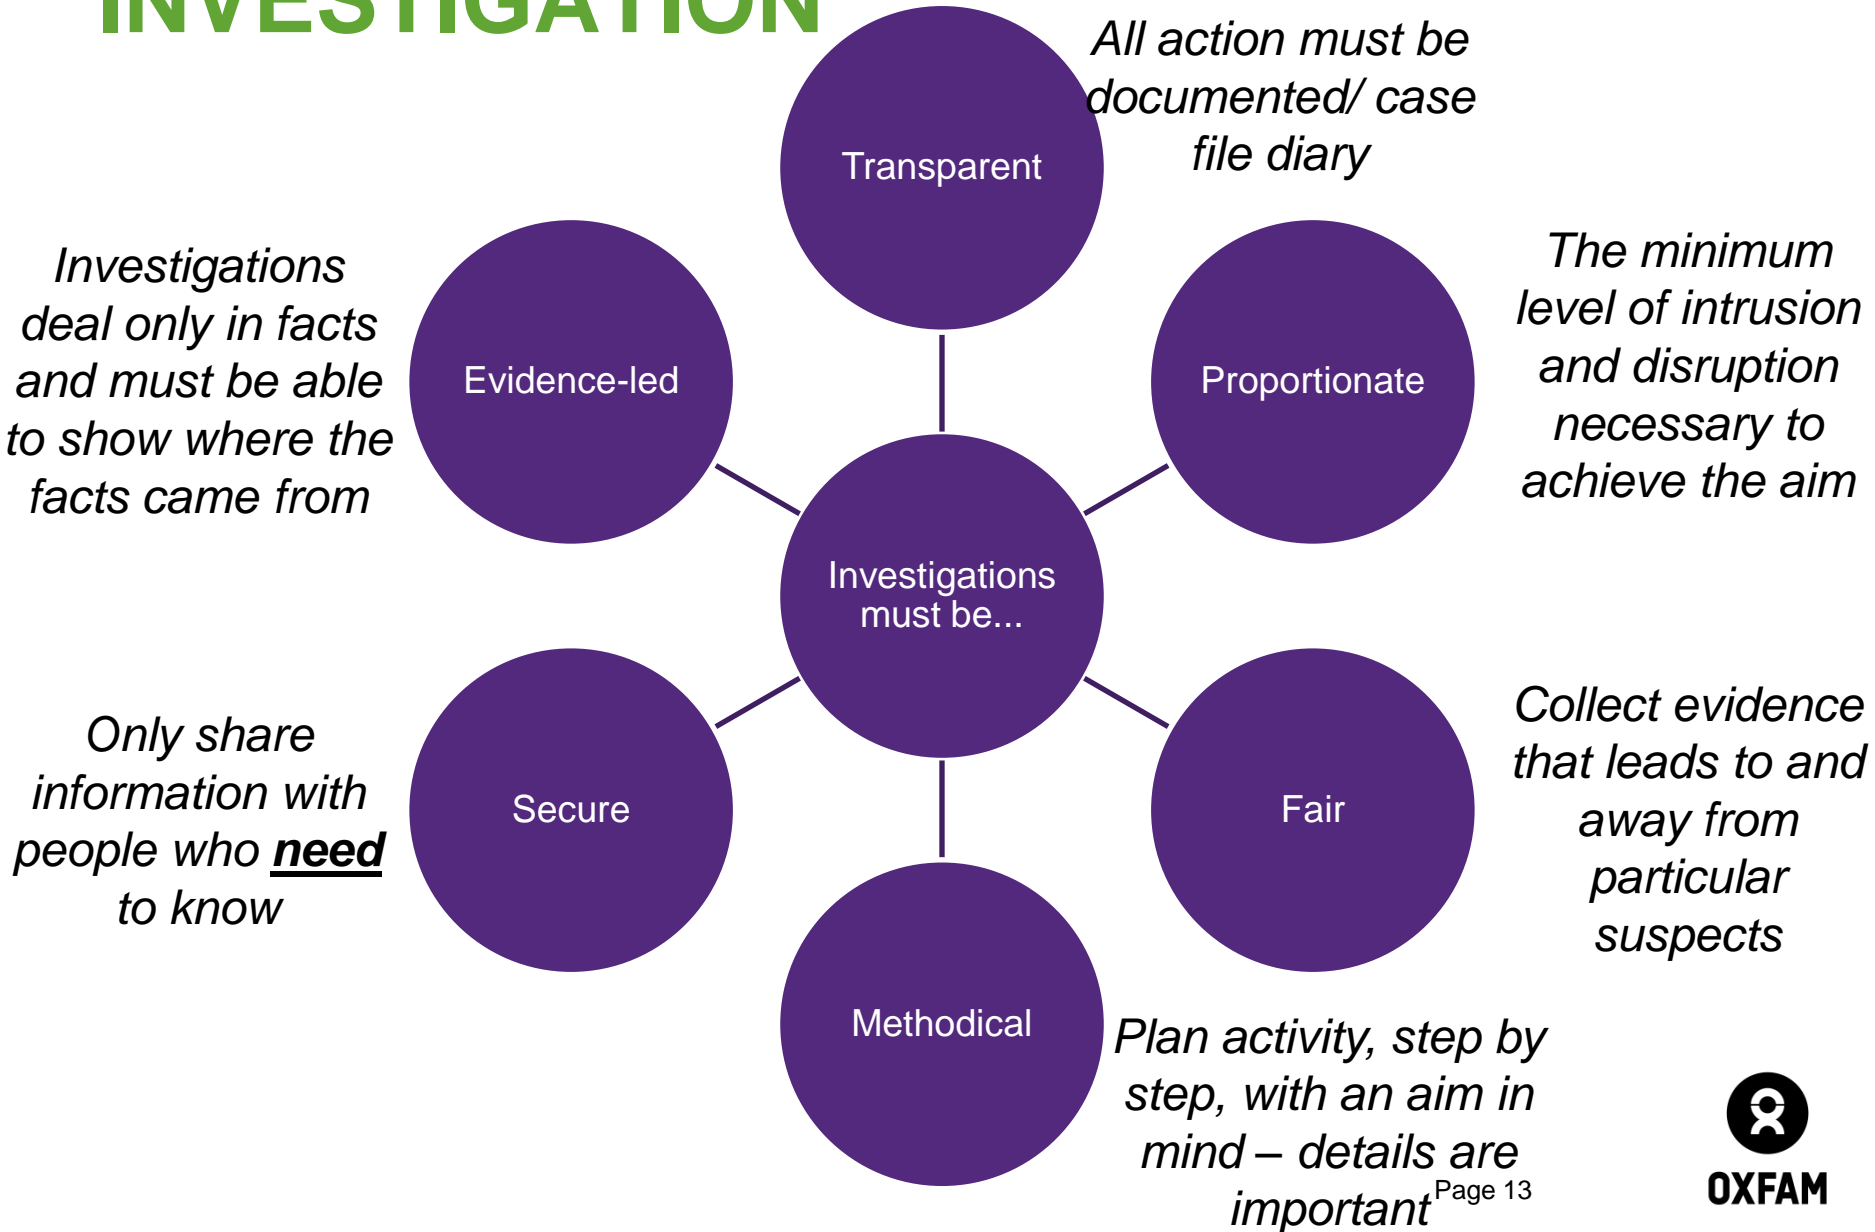 INVESTIGATION
Transparent
All action must be
documented/ case
file diary
Proportionate
The minimum
level of intrusion
and disruption
necessary to
achieve the aim
Evidence-led
Investigations
deal only in facts
and must be able
to show where the
facts came from
Investigations
must be...
Secure
Only share
information with
people who need
to know
Fair
Collect evidence
that leads to and
away from
particular
suspects
Methodical
Plan activity, step by
step, with an aim in
mind – details are
important
Page 13
OXFAM